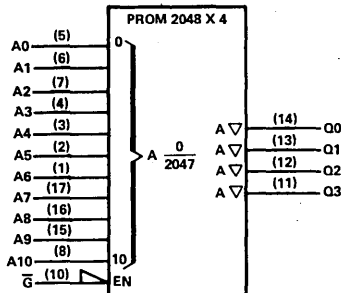 PROM 2048 X 4
A0 (5) 0
A1 (6)
A2 (7)
A3 (4)
A4 (3)
A5 (2)
A6 (1)
A7 (17)
A8 (16)
A9 (15)
A10 (8) 10
G̅ (10) EN
A 0/2047
A ▽ (14) Q0
A ▽ (13) Q1
A ▽ (12) Q2
A ▽ (11) Q3